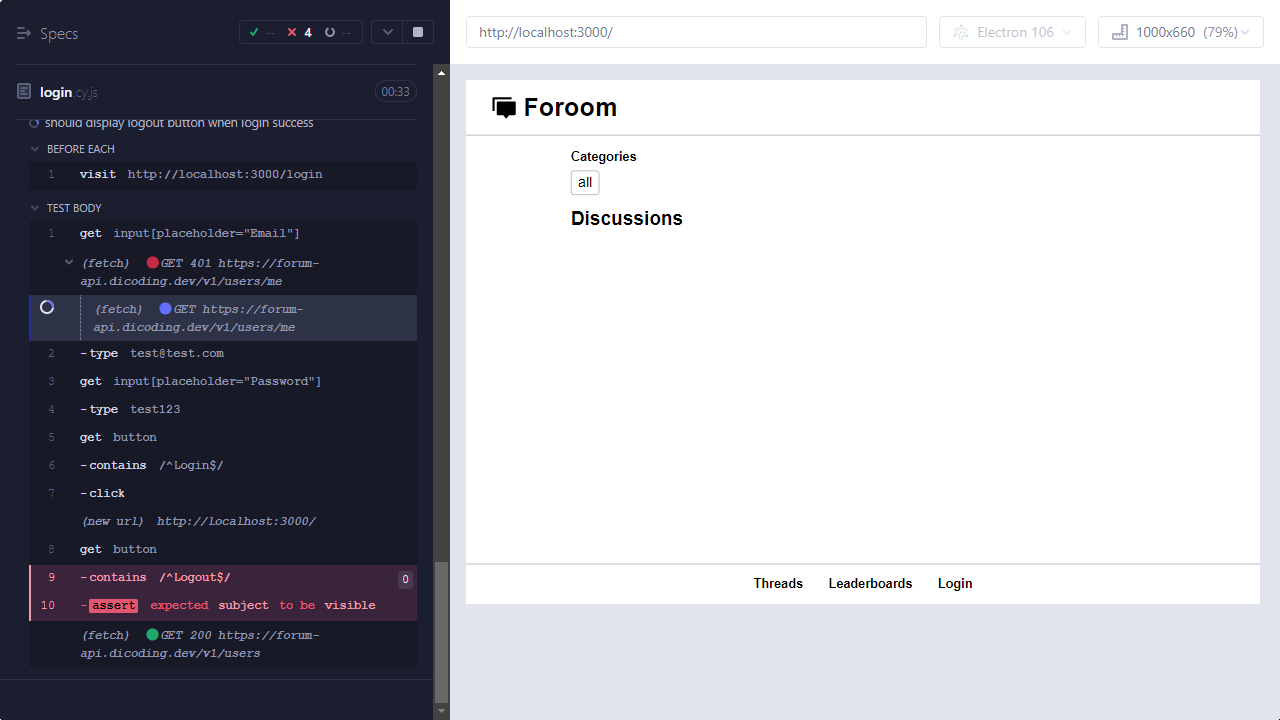 Specs
-- 4 --
login.cy.js 00:33
should display logout button when login success
BEFORE EACH
1 visit http://localhost:3000/login
TEST BODY
1 get input[placeholder="Email"]
(fetch) GET 401 https://forum-
api.dicoding.dev/v1/users/me
(fetch) GET https://forum-
api.dicoding.dev/v1/users/me
2 -type test@test.com
3 get input[placeholder="Password"]
4 -type test123
5 get button
6 -contains /^Login$/
7 -click
(new url) http://localhost:3000/
8 get button
9 -contains /^Logout$/ 0
10 -assert expected subject to be visible
(fetch) GET 200 https://forum-
api.dicoding.dev/v1/users
http://localhost:3000/
Electron 106
1000x660 (79%)
Foroom
Categories
all
Discussions
Threads Leaderboards Login